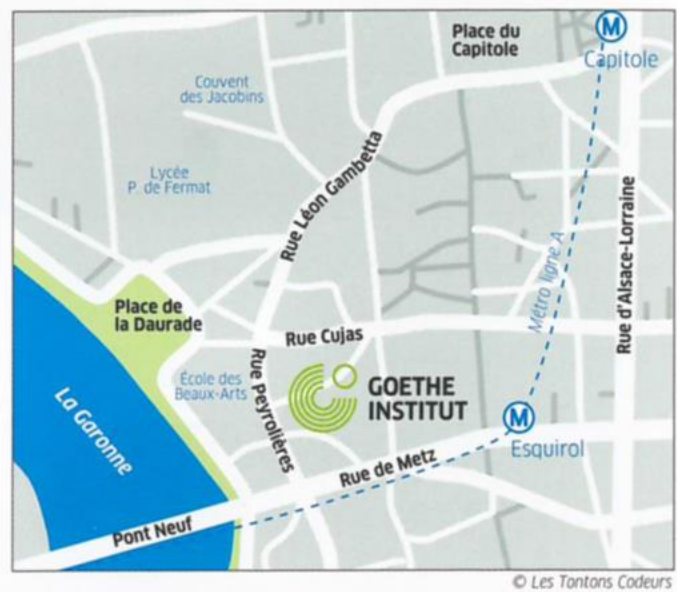 M
Place du
Capitole
Capitole
Couvent
des Jacobins
Lycée
P. de Fermat
Rue Léon Gambetta
Rue d'Alsace-Lorraine
Métro ligne A
Place de
la Daurade
Rue Cujas
École des
Beaux-Arts
Rue Peyrolières
GOETHE
INSTITUT
M
Esquirol
La Garonne
Rue de Metz
Pont Neuf
© Les Tontons Codeurs